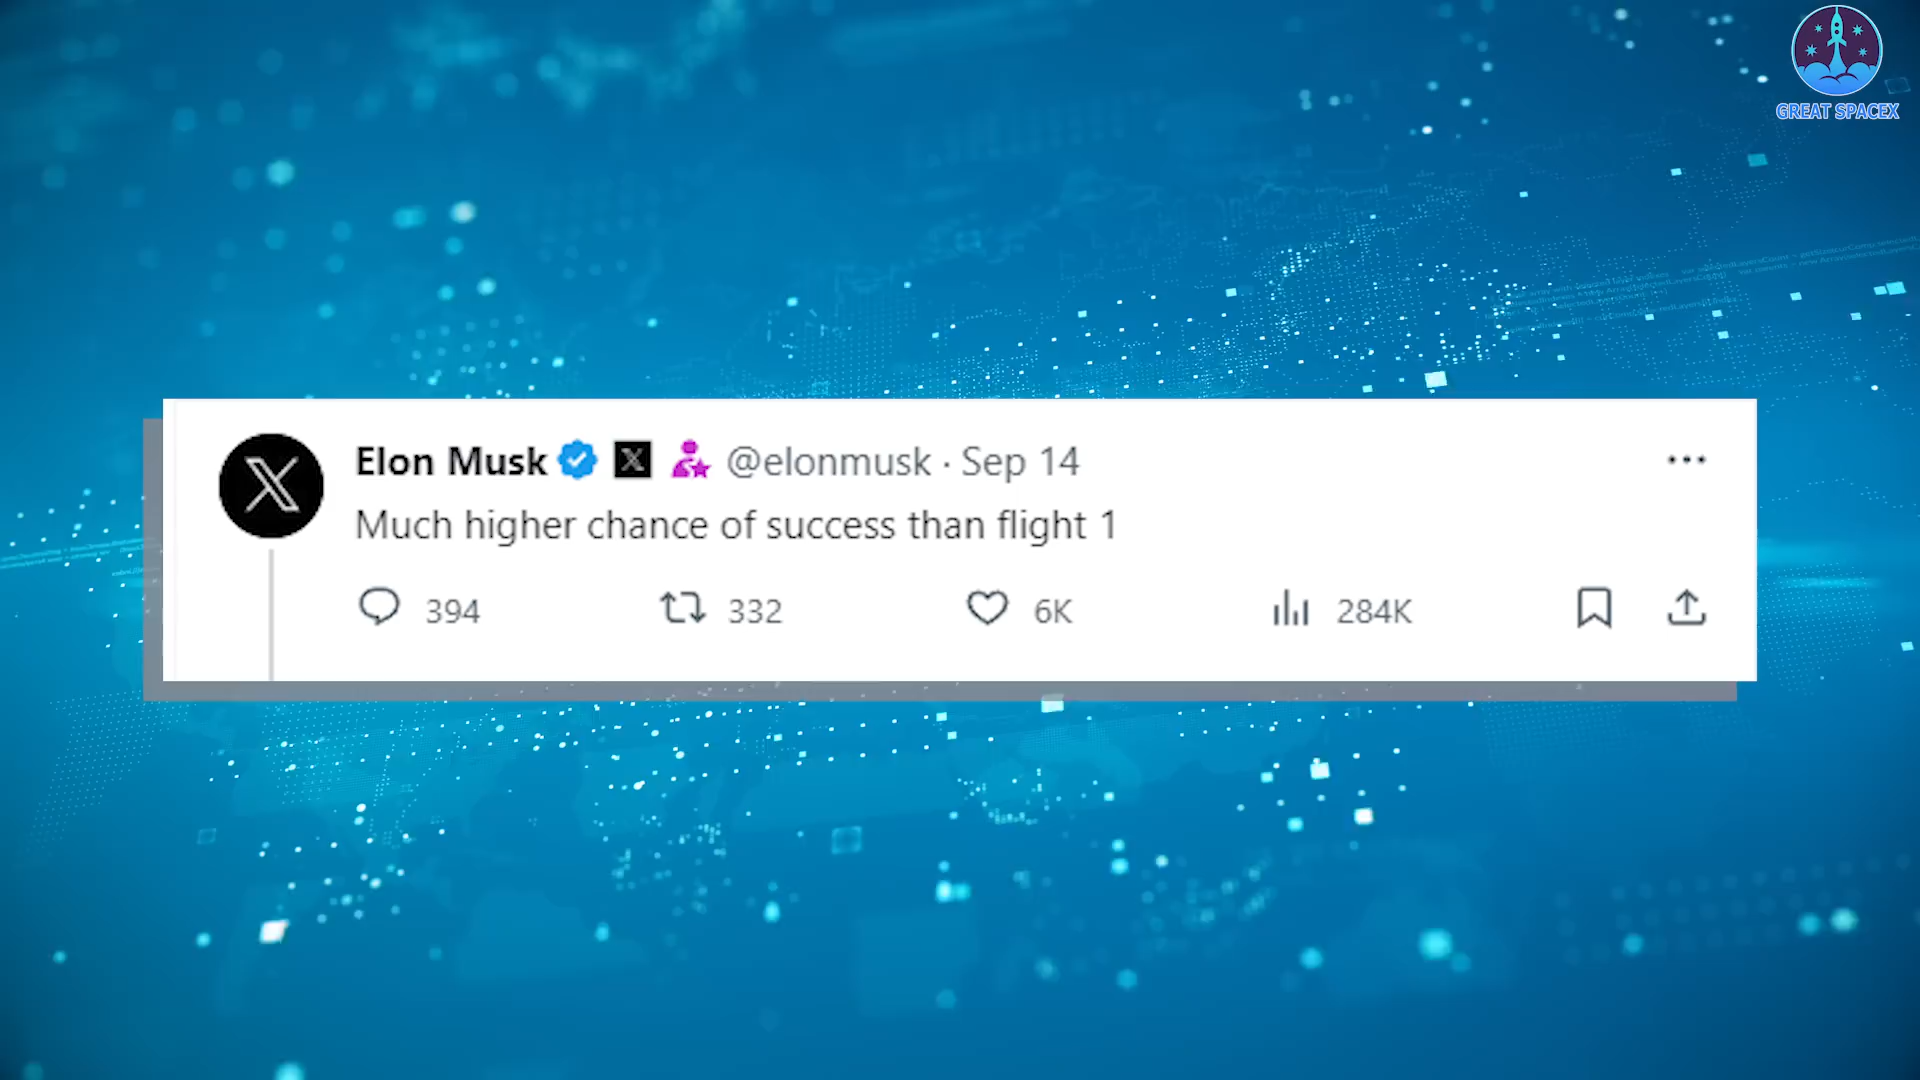 GREAT SPACEX
Elon Musk @elonmusk · Sep 14
Much higher chance of success than flight 1
394 332 6K 284K